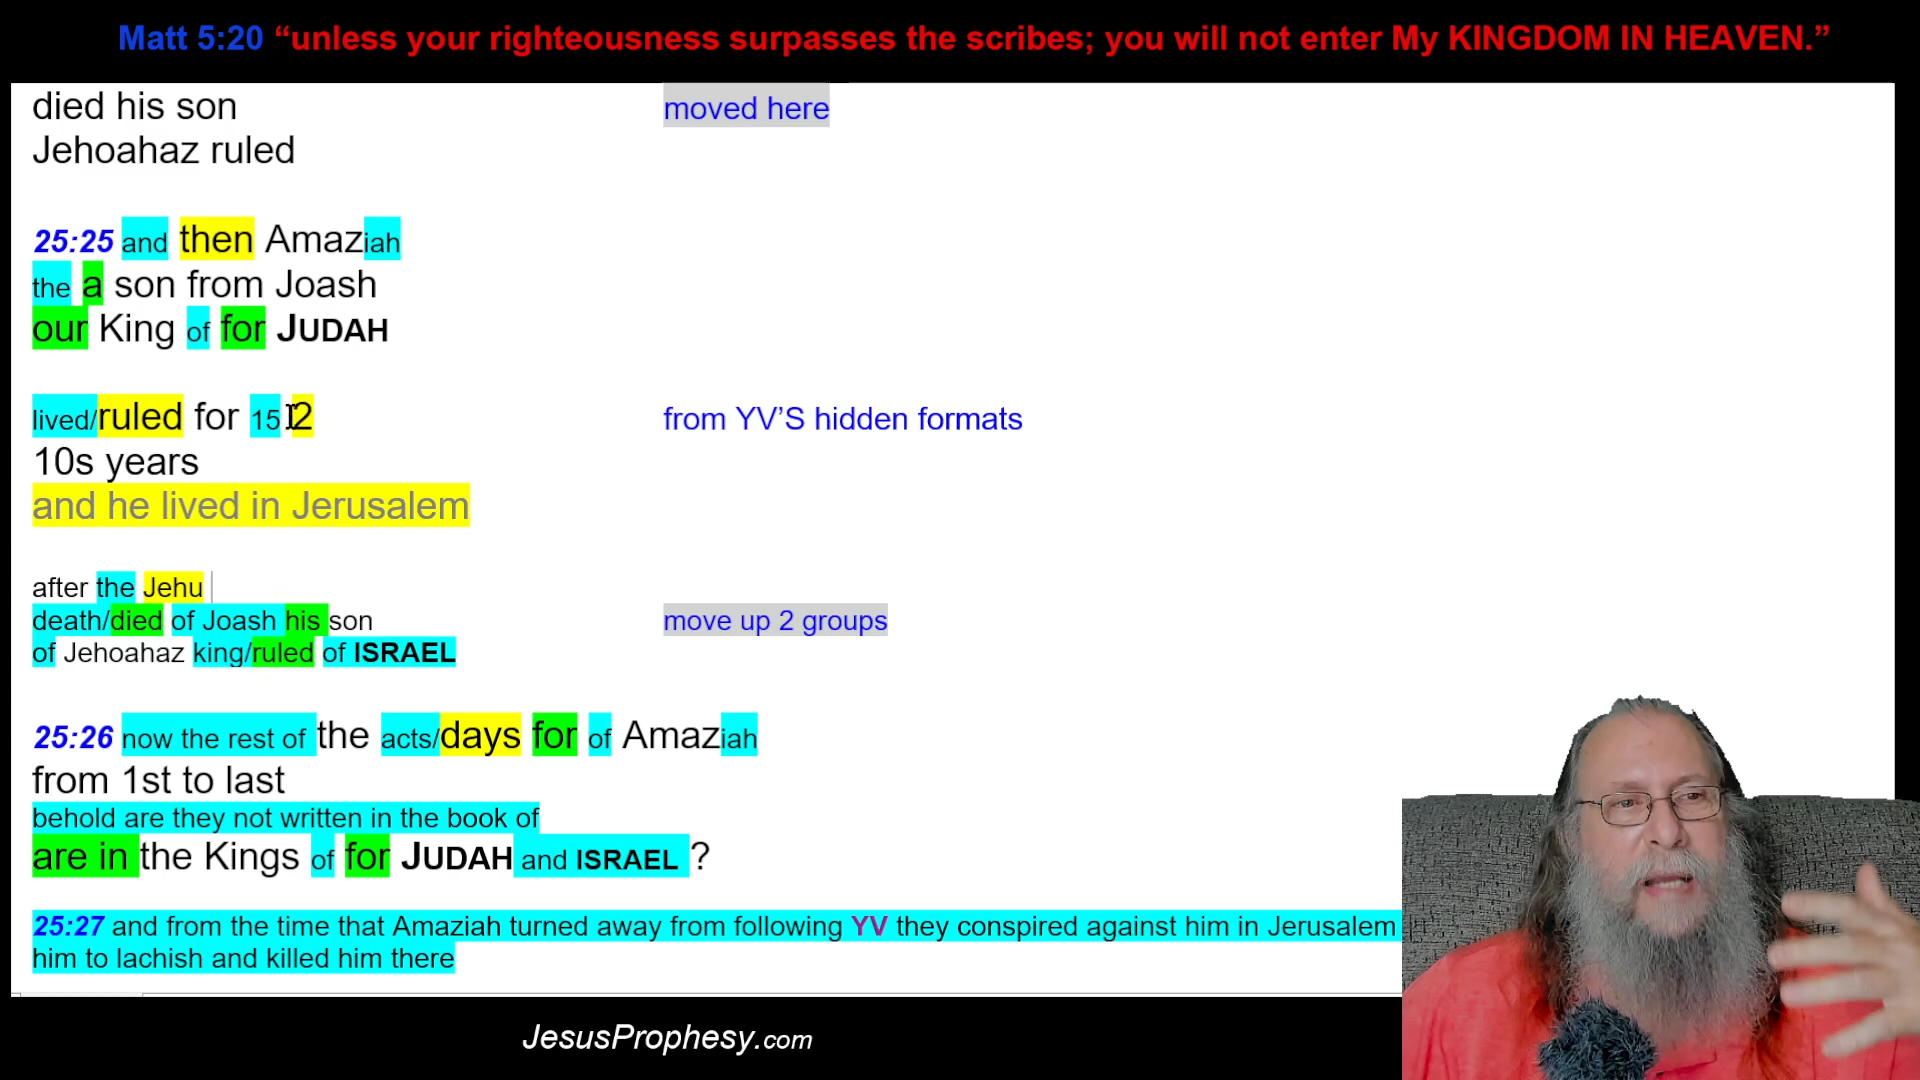 Matt 5:20 “unless your righteousness surpasses the scribes; you will not enter My KINGDOM IN HEAVEN.”
died his son
moved here
Jehoahaz ruled
25:25 and then Amaziah
the a son from Joash
our King of for JUDAH
lived/ruled for 15 2
from YV’S hidden formats
10s years
and he lived in Jerusalem
after the Jehu
death/died of Joash his son
move up 2 groups
of Jehoahaz king/ruled of ISRAEL
25:26 now the rest of the acts/days for of Amaziah
from 1st to last
behold are they not written in the book of
are in the Kings of for JUDAH and ISRAEL ?
25:27 and from the time that Amaziah turned away from following YV they conspired against him in Jerusalem
him to lachish and killed him there
JesusProphesy.com